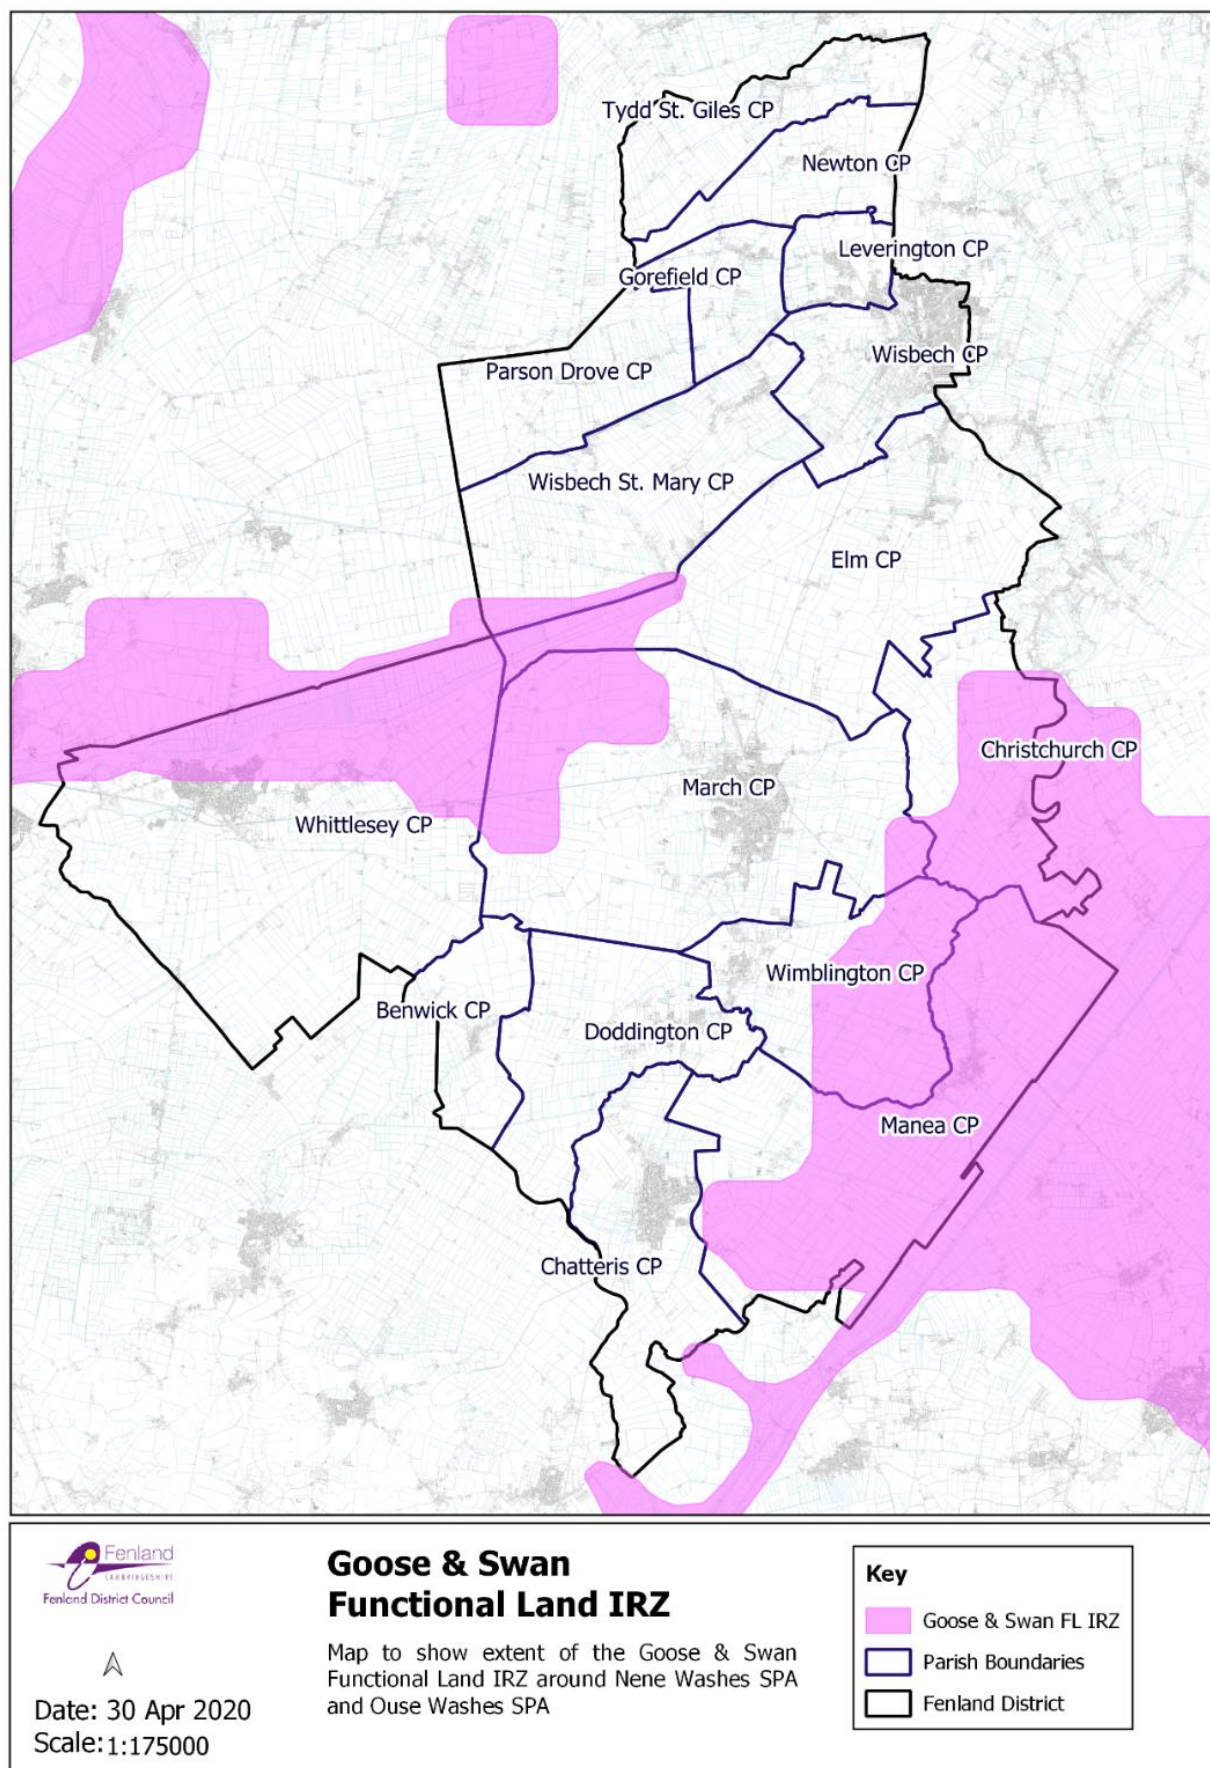 Tydd St. Giles CP
Newton CP
Leverington CP
Gorefield CP
Wisbech CP
Parson Drove CP
Wisbech St. Mary CP
Elm CP
Christchurch CP
March CP
Whittlesey CP
Wimblington CP
Benwick CP
Doddington CP
Manea CP
Chatteris CP
Fenland
CAMBRIDGESHIRE
Fenland District Council
Date: 30 Apr 2020
Scale: 1:175000
Goose & Swan
Functional Land IRZ
Map to show extent of the Goose & Swan
Functional Land IRZ around Nene Washes SPA
and Ouse Washes SPA
Key
Goose & Swan FL IRZ
Parish Boundaries
Fenland District